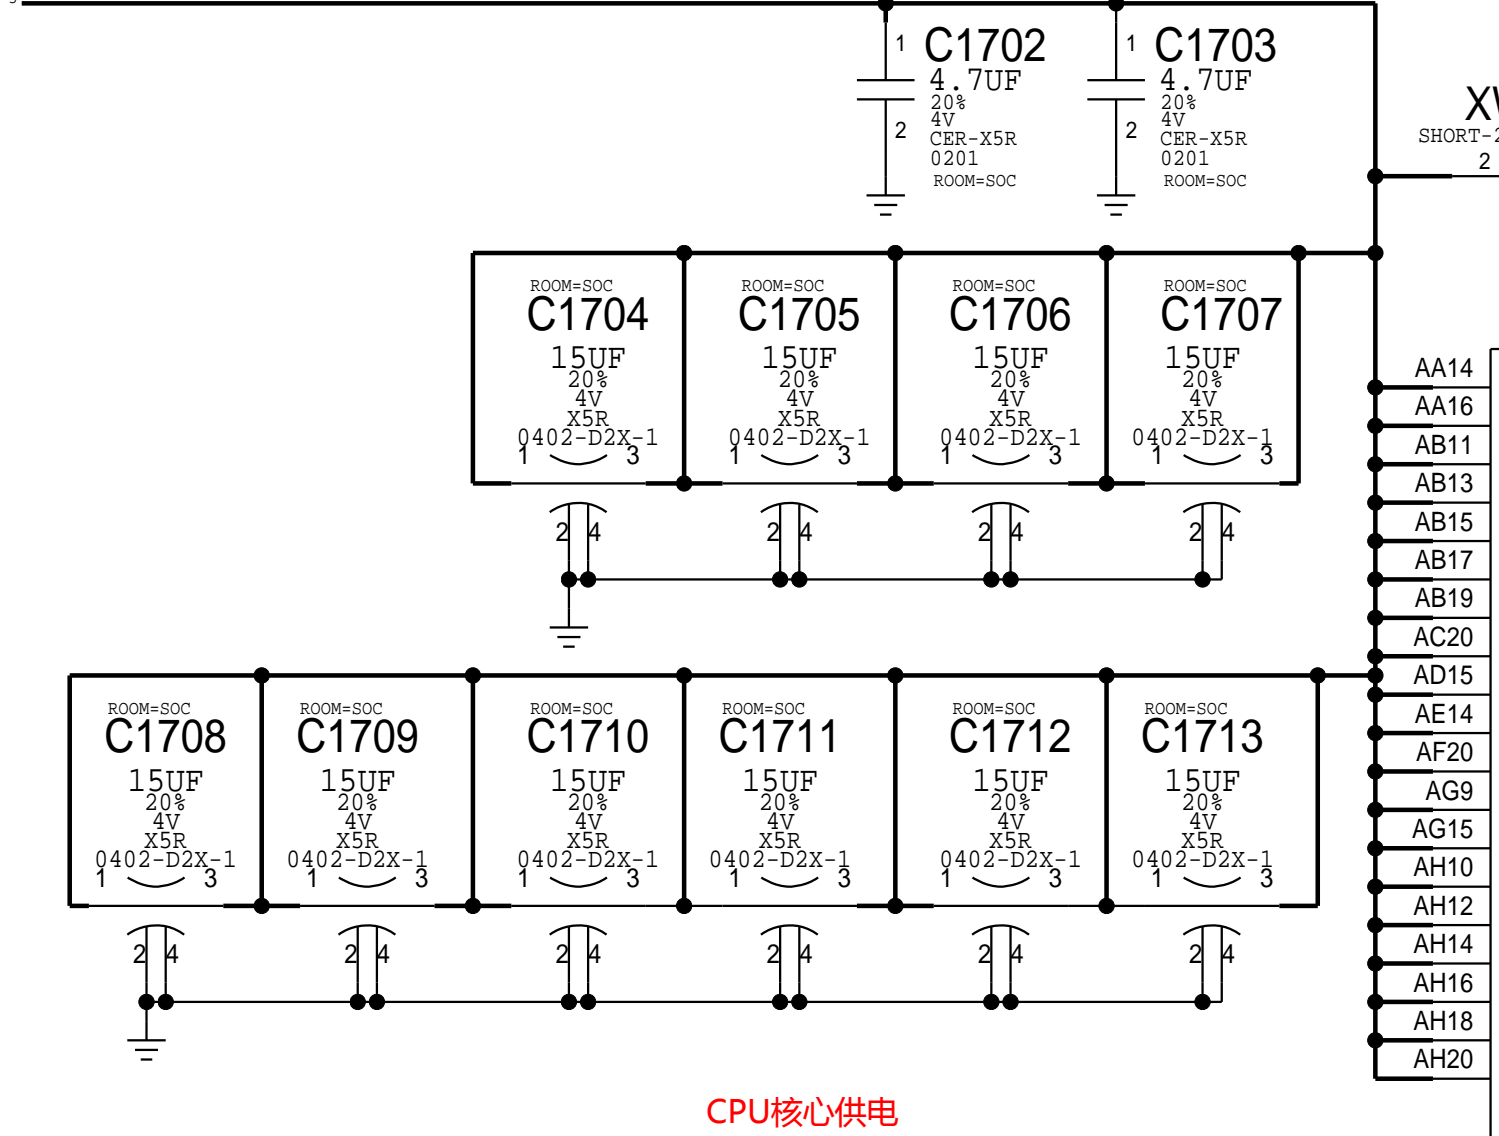 1 C1702
4.7UF
20%
4V
2 CER-X5R
0201
ROOM=SOC
1 C1703
4.7UF
20%
4V
2 CER-X5R
0201
ROOM=SOC
SHORT-2
2
ROOM=SOC
C1704
15UF
20%
4V
X5R
0402-D2X-1
1 3
2 4
ROOM=SOC
C1705
15UF
20%
4V
X5R
0402-D2X-1
1 3
2 4
ROOM=SOC
C1706
15UF
20%
4V
X5R
0402-D2X-1
1 3
2 4
ROOM=SOC
C1707
15UF
20%
4V
X5R
0402-D2X-1
1 3
2 4
ROOM=SOC
C1708
15UF
20%
4V
X5R
0402-D2X-1
1 3
2 4
ROOM=SOC
C1709
15UF
20%
4V
X5R
0402-D2X-1
1 3
2 4
ROOM=SOC
C1710
15UF
20%
4V
X5R
0402-D2X-1
1 3
2 4
ROOM=SOC
C1711
15UF
20%
4V
X5R
0402-D2X-1
1 3
2 4
ROOM=SOC
C1712
15UF
20%
4V
X5R
0402-D2X-1
1 3
2 4
ROOM=SOC
C1713
15UF
20%
4V
X5R
0402-D2X-1
1 3
2 4
AA14
AA16
AB11
AB13
AB15
AB17
AB19
AC20
AD15
AE14
AF20
AG9
AG15
AH10
AH12
AH14
AH16
AH18
AH20
CPU核心供电